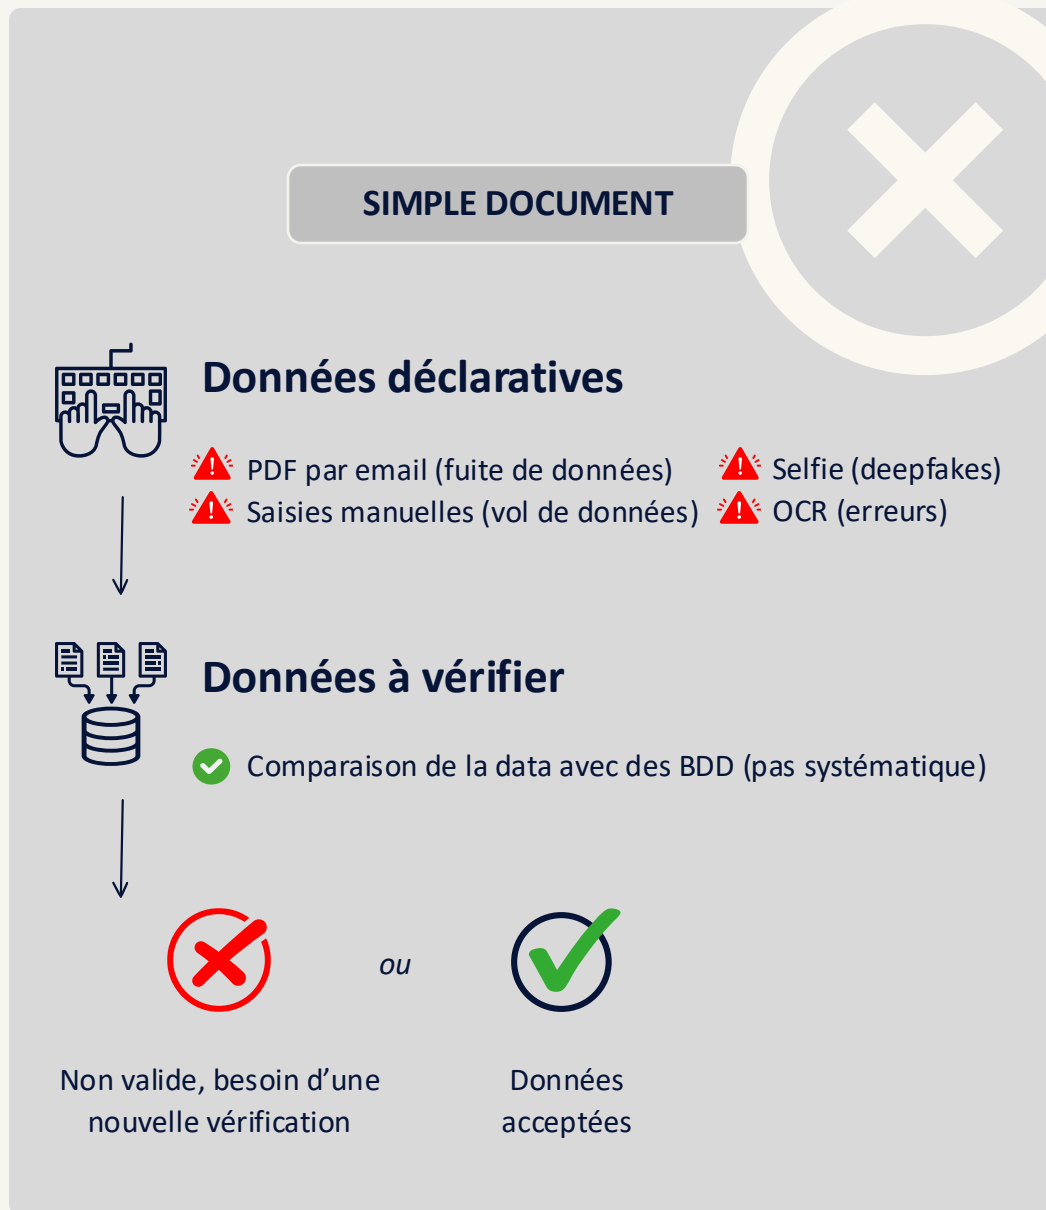 SIMPLE DOCUMENT
Données déclaratives
PDF par email (fuite de données)
Selfie (deepfakes)
Saisies manuelles (vol de données)
OCR (erreurs)
Données à vérifier
Comparaison de la data avec des BDD (pas systématique)
ou
Non valide, besoin d’une
nouvelle vérification
Données
acceptées